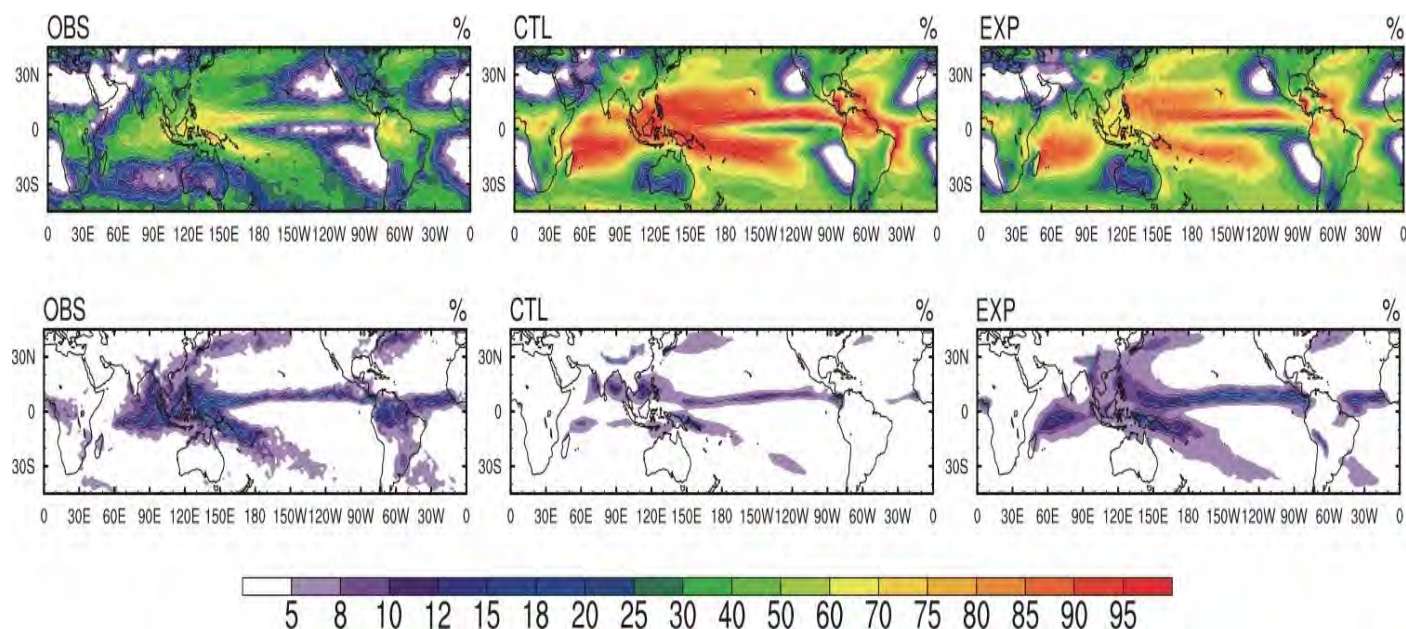 OBS % CTL % EXP %
30N 30N 30N
0 0 0
30S 30S 30S
0 30E 60E 90E 120E 150E 180 150W 120W 90W 60W 30W 0 0 30E 60E 90E 120E 150E 180 150W 120W 90W 60W 30W 0 0 30E 60E 90E 120E 150E 180 150W 120W 90W 60W 30W 0
OBS % CTL % EXP %
30N 30N 30N
0 0 0
30S 30S 30S
0 30E 60E 90E 120E 150E 180 150W 120W 90W 60W 30W 0 0 30E 60E 90E 120E 150E 180 150W 120W 90W 60W 30W 0 0 30E 60E 90E 120E 150E 180 150W 120W 90W 60W 30W 0
5 8 10 12 15 18 20 25 30 40 50 60 70 75 80 85 90 95